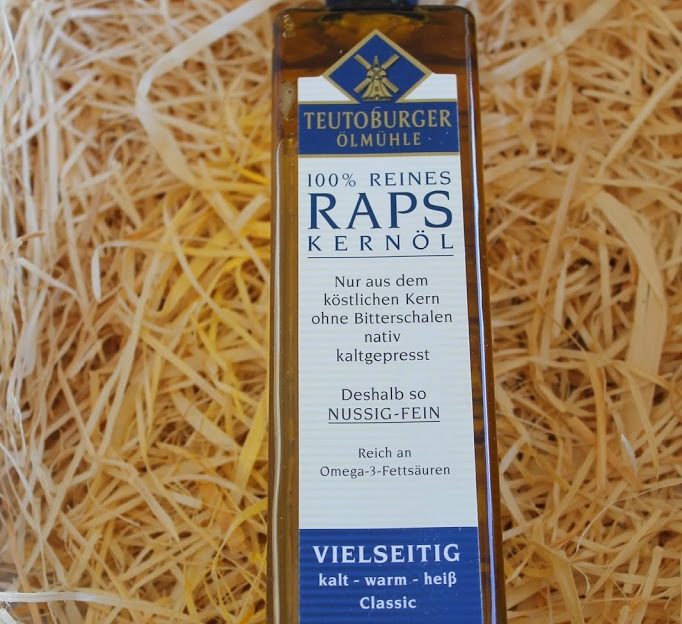 TEUTOBURGER
ÖLMÜHLE
100% REINES
RAPS
KERNÖL
Nur aus dem
köstlichen Kern
ohne Bitterschalen
nativ
kaltgepresst
Deshalb so
NUSSIG-FEIN
Reich an
Omega-3-Fettsäuren
VIELSEITIG
kalt - warm - heiß
Classic